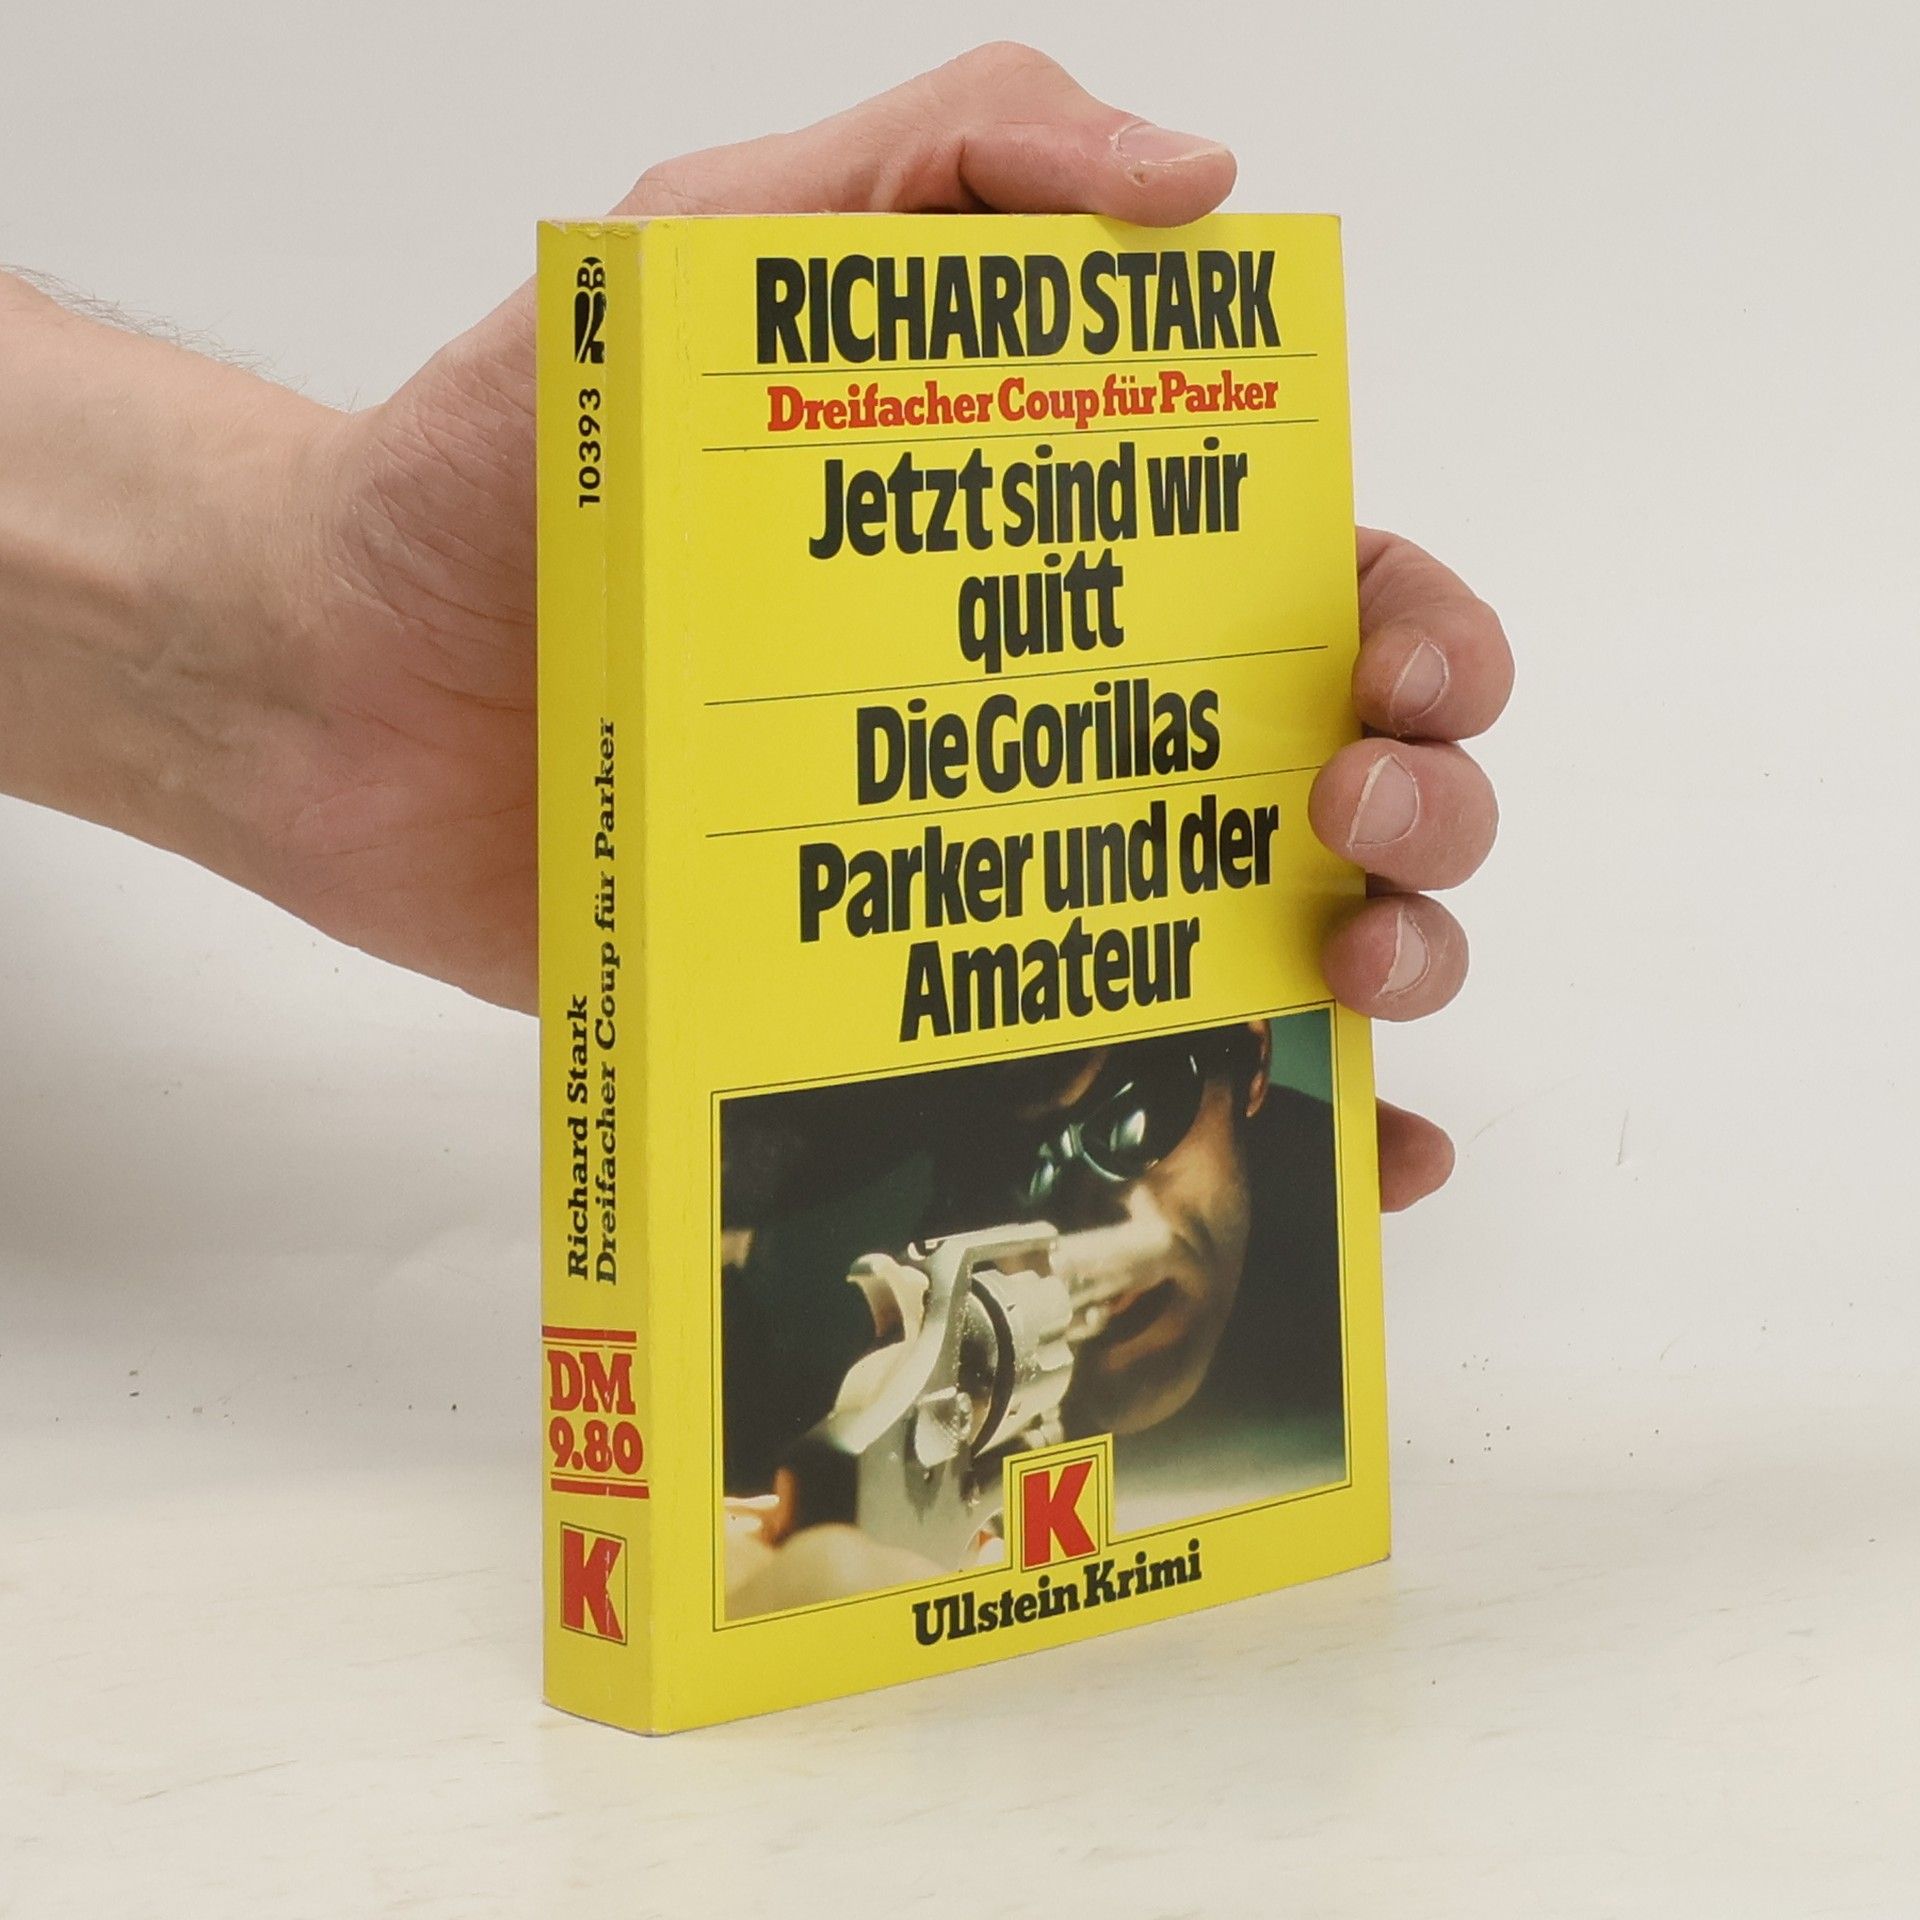 RICHARD STARK
Dreifacher Coup für Parker
Jetzt sind wir
quitt
Die Gorillas
Parker und der
Amateur
K
Ullstein Krimi
10393
Richard Stark
Dreifacher Coup für Parker
DM
9.80
K